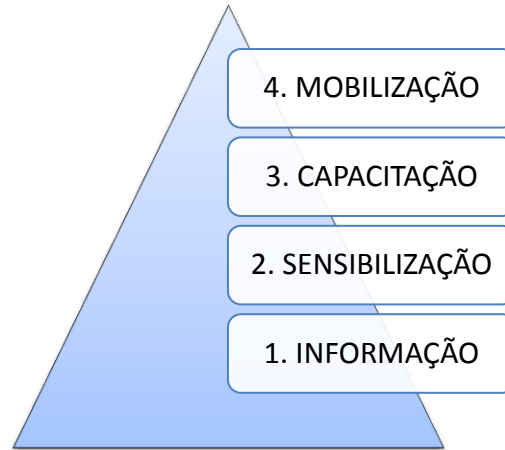 4. MOBILIZAÇÃO
3. CAPACITAÇÃO
2. SENSIBILIZAÇÃO
1. INFORMAÇÃO